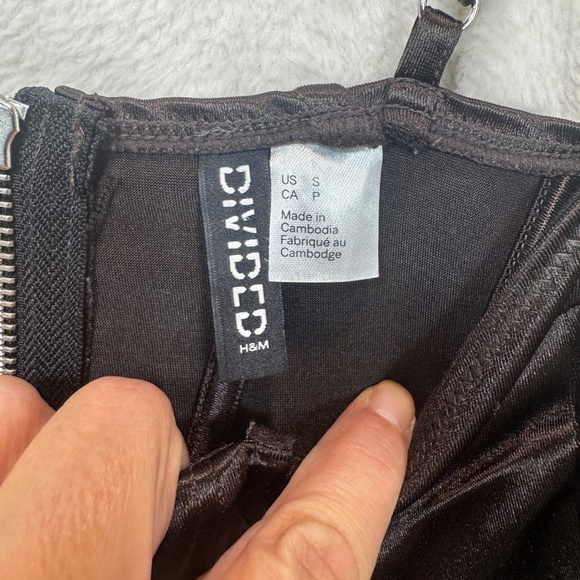 DIVIDED
H&M
US S
CA P
Made in
Cambodia
Fabriqué au
Cambodge